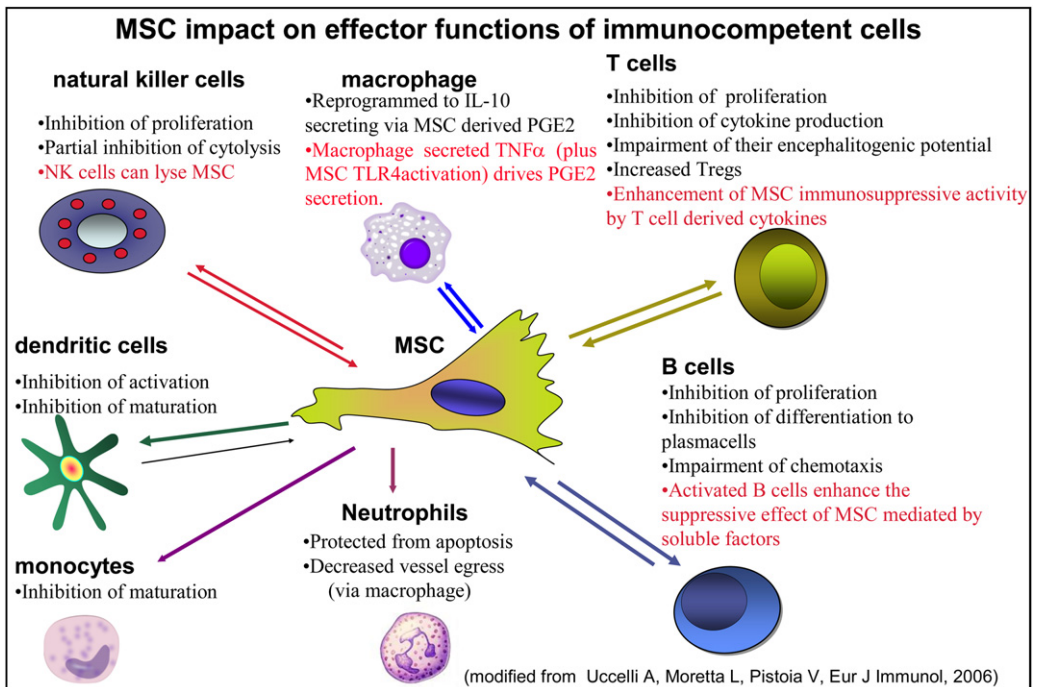 MSC impact on effector functions of immunocompetent cells
natural killer cells
•Inhibition of proliferation
•Partial inhibition of cytolysis
•NK cells can lyse MSC
macrophage
•Reprogrammed to IL-10
secreting via MSC derived PGE2
•Macrophage secreted TNFα (plus
MSC TLR4activation) drives PGE2
secretion.
T cells
•Inhibition of proliferation
•Inhibition of cytokine production
•Impairment of their encephalitogenic potential
•Increased Tregs
•Enhancement of MSC immunosuppressive activity
by T cell derived cytokines
dendritic cells
•Inhibition of activation
•Inhibition of maturation
MSC
B cells
•Inhibition of proliferation
•Inhibition of differentiation to
plasmacells
•Impairment of chemotaxis
•Activated B cells enhance the
suppressive effect of MSC mediated by
soluble factors
monocytes
•Inhibition of maturation
Neutrophils
•Protected from apoptosis
•Decreased vessel egress
(via macrophage)
(modified from Uccelli A, Moretta L, Pistoia V, Eur J Immunol, 2006)